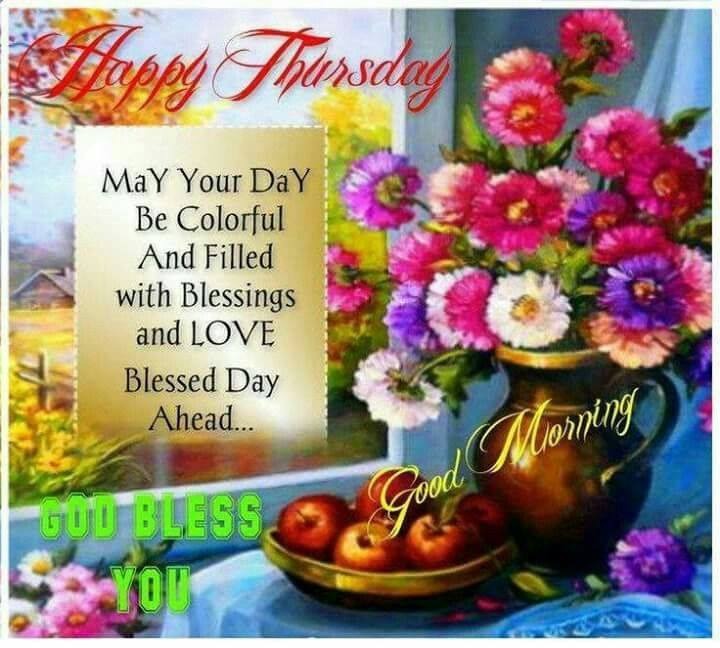 Happy Thursday
MaY Your DaY
Be Colorful
And Filled
with Blessings
and LOVE
Blessed Day
Ahead...
Good Morning
GOD BLESS
YOU